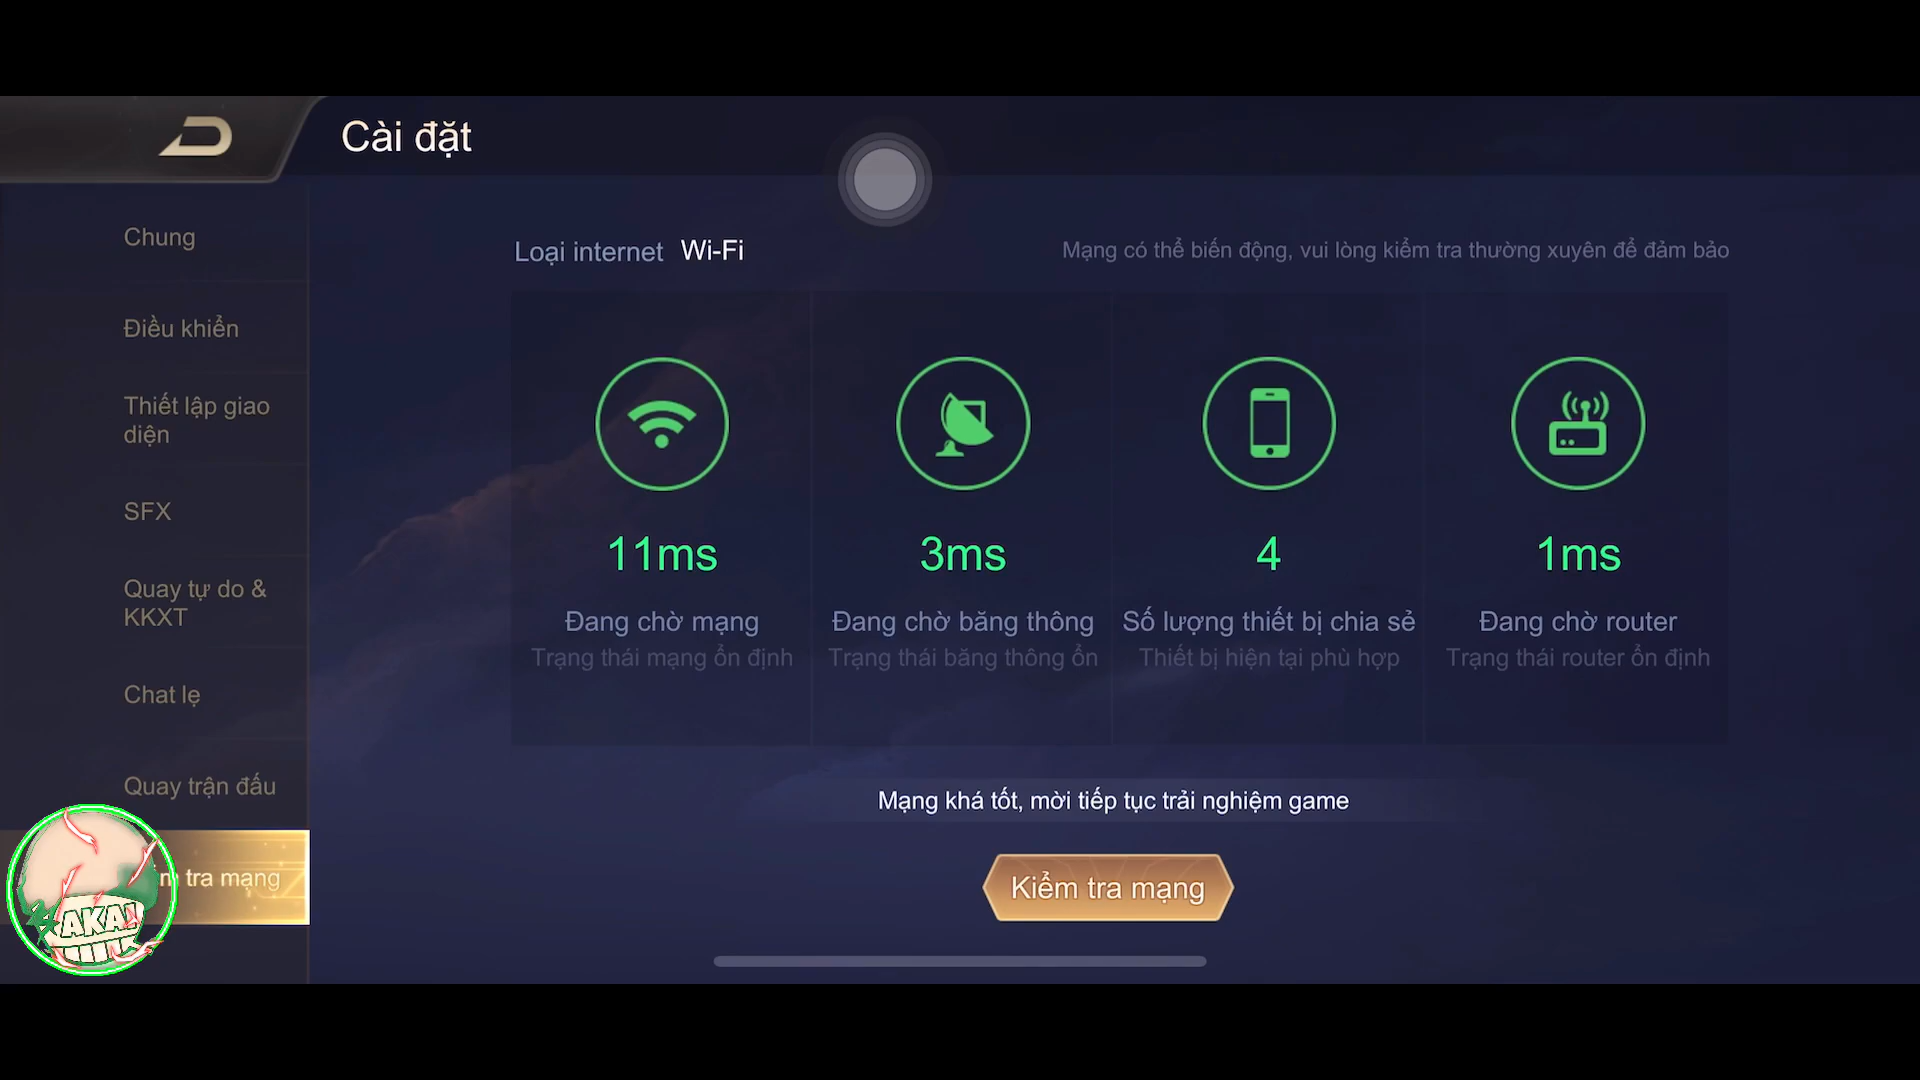 Cài đặt
Chung
Điều khiển
Thiết lập giao
diện
SFX
Quay tự do &
KKXT
Chat lẹ
Quay trận đấu
tra mạng
Loại internet Wi-Fi
Mạng có thể biến động, vui lòng kiểm tra thường xuyên để đảm bảo
11ms
Đang chờ mạng
Trạng thái mạng ổn định
3ms
Đang chờ băng thông
Trạng thái băng thông ổn
4
Số lượng thiết bị chia sẻ
Thiết bị hiện tại phù hợp
1ms
Đang chờ router
Trạng thái router ổn định
Mạng khá tốt, mời tiếp tục trải nghiệm game
Kiểm tra mạng